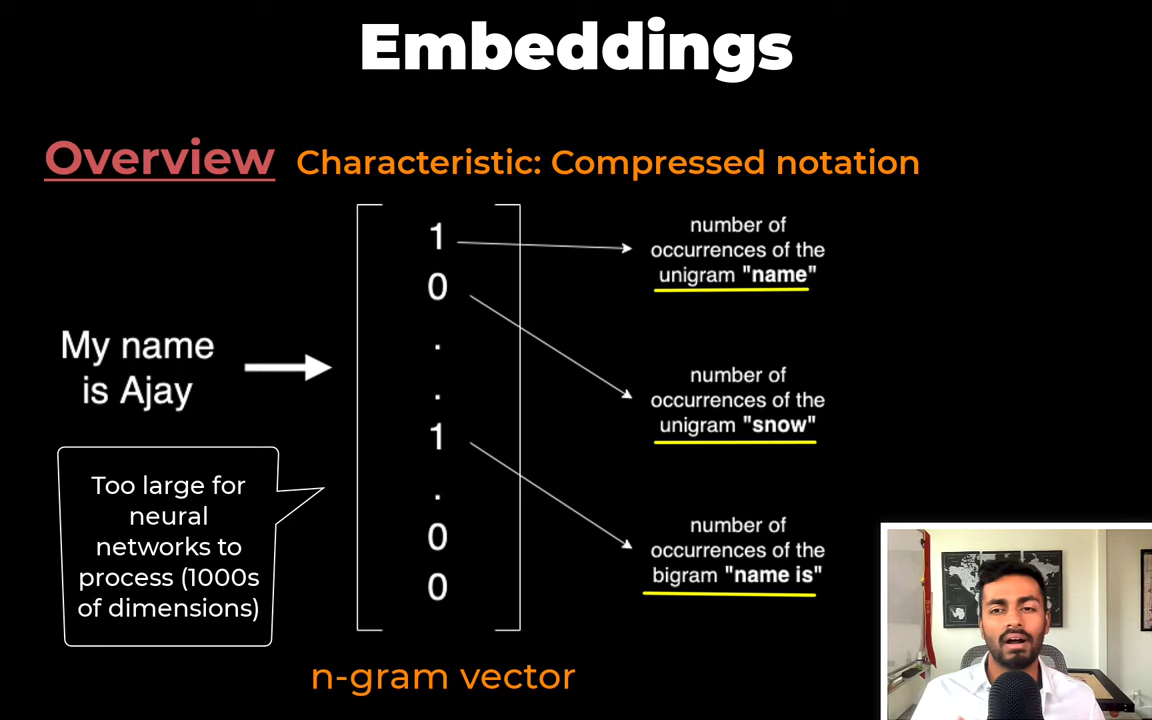 Embeddings
Overview
Characteristic: Compressed notation
My name
is Ajay
Too large for
neural
networks to
process (1000s
of dimensions)
1
0
.
.
1
.
0
0
n-gram vector
number of
occurrences of the
unigram "name"
number of
occurrences of the
unigram "snow"
number of
occurrences of the
bigram "name is"